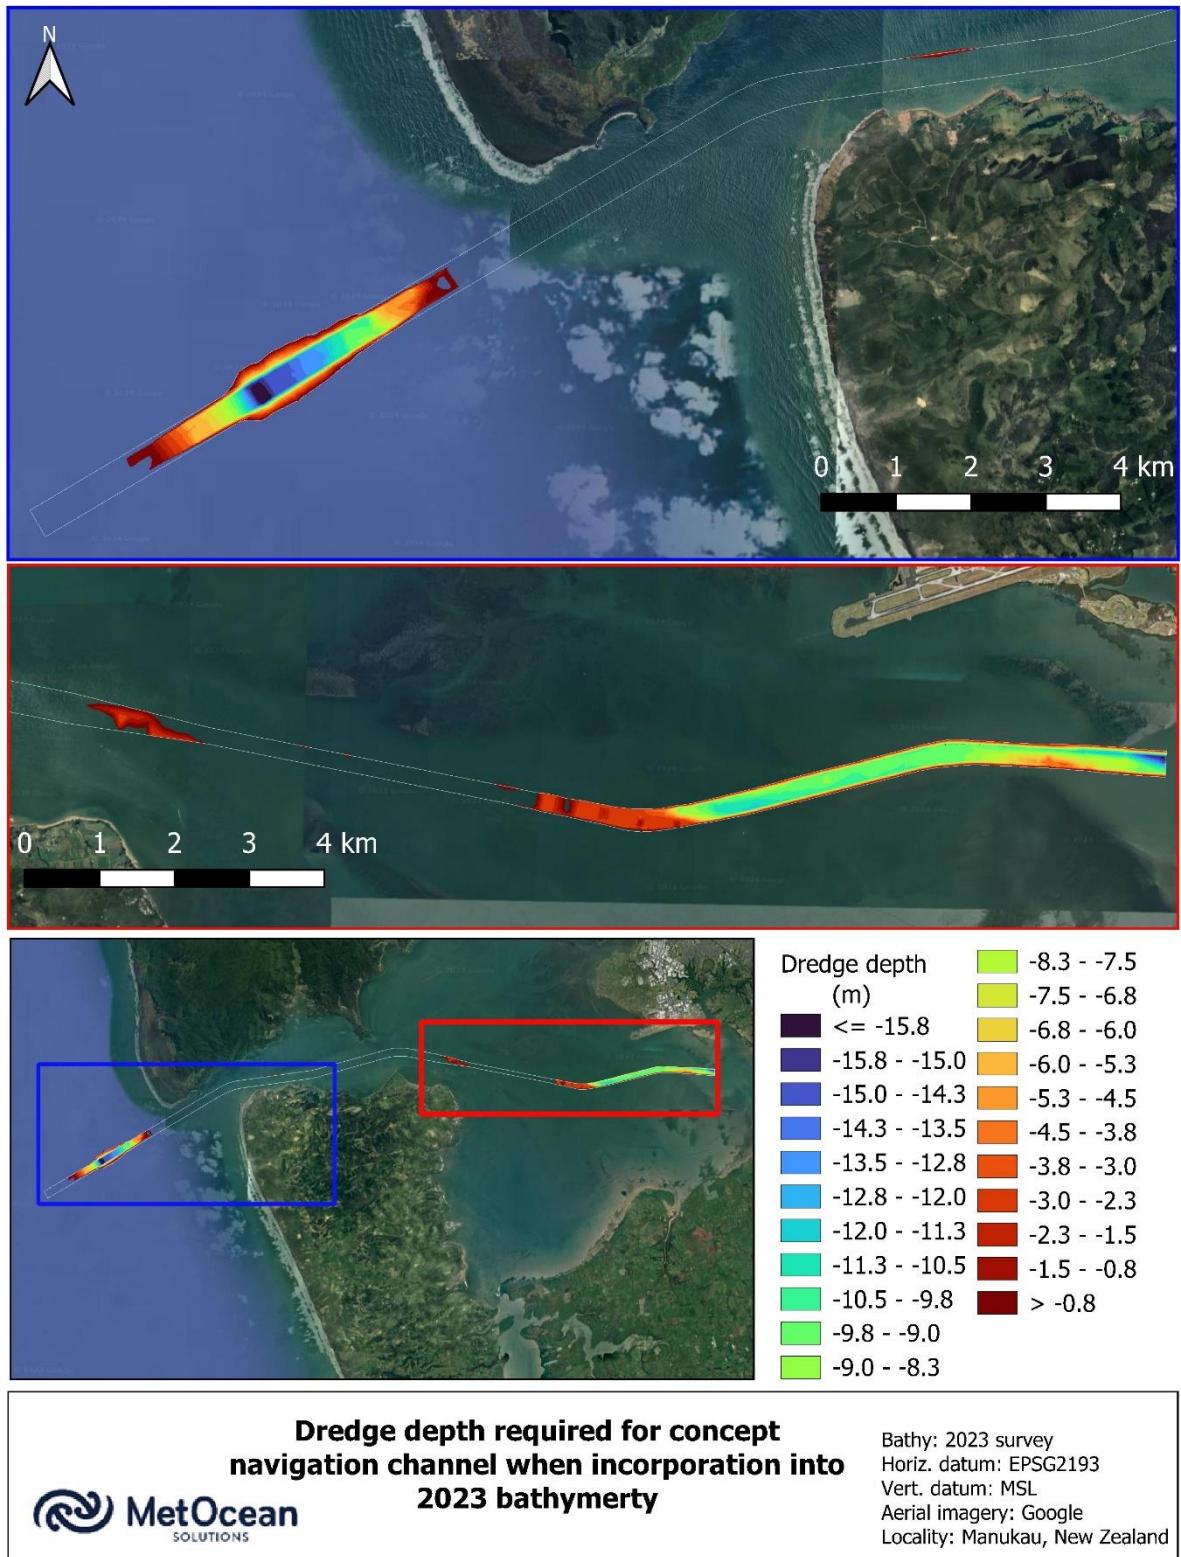 N
0 1 2 3 4 km
0 1 2 3 4 km
Dredge depth
(m)
<= -15.8
-15.8 - -15.0
-15.0 - -14.3
-14.3 - -13.5
-13.5 - -12.8
-12.8 - -12.0
-12.0 - -11.3
-11.3 - -10.5
-10.5 - -9.8
-9.8 - -9.0
-9.0 - -8.3
-8.3 - -7.5
-7.5 - -6.8
-6.8 - -6.0
-6.0 - -5.3
-5.3 - -4.5
-4.5 - -3.8
-3.8 - -3.0
-3.0 - -2.3
-2.3 - -1.5
-1.5 - -0.8
> -0.8
Dredge depth required for concept
navigation channel when incorporation into
2023 bathymerty
MetOcean
SOLUTIONS
Bathy: 2023 survey
Horiz. datum: EPSG2193
Vert. datum: MSL
Aerial imagery: Google
Locality: Manukau, New Zealand